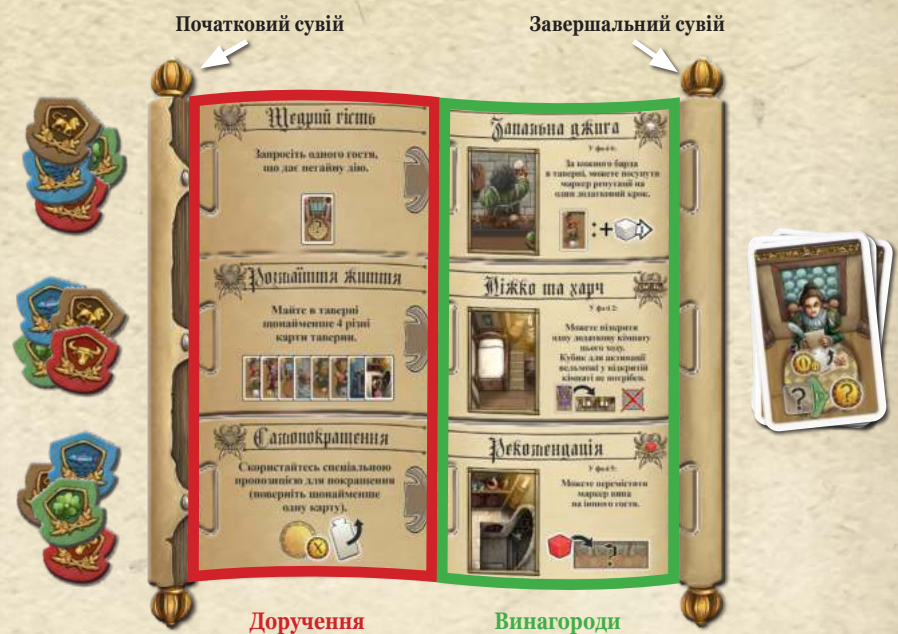 Початковий сувій
Завершальний сувій
Щедрий гість
Запросіть одного гостя,
що дає негайну дію.
Розмаїття життя
Майте в таверні
щонайменше 4 різні
карти таверни.
Самопокращення
Скористайтесь спеціальною
пропозицією для покращення
(поверніть щонайменше
одну карту).
X
Запальна джига
У фазі 6:
За кожного барда
в таверні, можете посунути
маркер репутації на
один додатковий крок.
:+
Ліжко та харч
У фазі 2:
Можете відкрити
одну додаткову кімнату
цього ходу.
Кубик для активації
вельможі у відкритій
кімнаті не потрібен.
Рекомендація
Можете перемістити
маркер вина
на іншого гостя.
?
? ?
Доручення
Винагороди